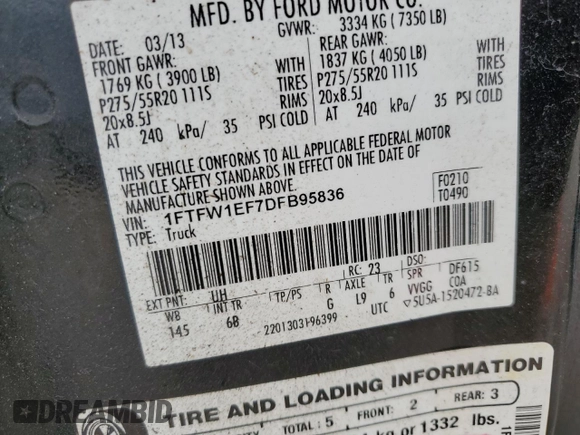 MFD. BY FORD MOTOR CO.
DATE: 03/13 GVWR: 3334 KG (7350 LB)
FRONT GAWR: REAR GAWR:
1769 KG (3900 LB) 1837 KG (4050 LB)
P275/55R20 111S TIRES P275/55R20 111S TIRES
20x8.5J RIMS 20x8.5J RIMS
AT 240 kPa/ 35 PSI COLD AT 240 kPa/ 35 PSI COLD
THIS VEHICLE CONFORMS TO ALL APPLICABLE FEDERAL MOTOR
VEHICLE SAFETY STANDARDS IN EFFECT ON THE DATE OF
MANUFACTURE SHOWN ABOVE.
VIN: 1FTFW1EF7DFB95836 F0210
TYPE: Truck T0490
EXT PNT: UH RC: 23 DSO:
WB INT TR TP/PS R AXLE TR SPR DF615
145 6B G L9 6 VVGG COA
2201303196399 UTC 5U5A-1520472-BA
TIRE AND LOADING INFORMATION
TOTAL : 5 FRONT: 2 REAR: 3
kg or 1332 lbs.
DREAMBID